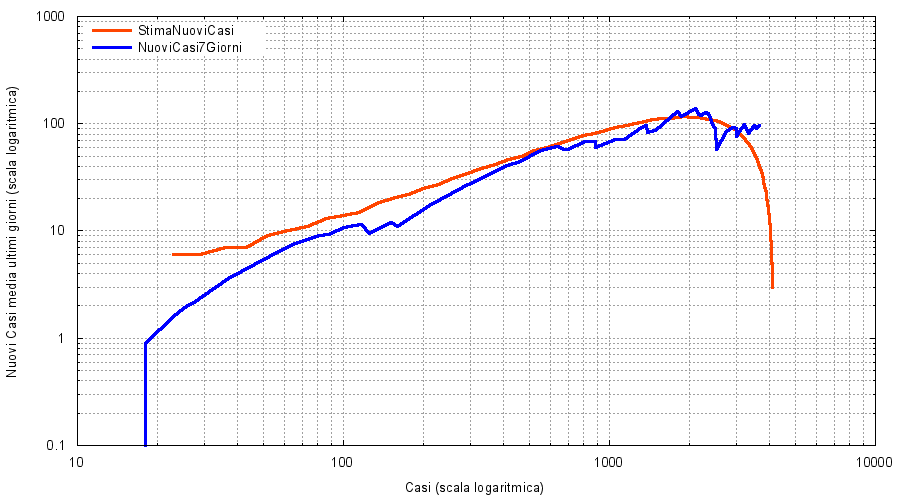 1000
StimaNuoviCasi
NuoviCasi7Giorni
100
10
1
0.1
Nuovi Casi media ultimi giorni (scala logaritmica)
10 100 1000 10000
Casi (scala logaritmica)